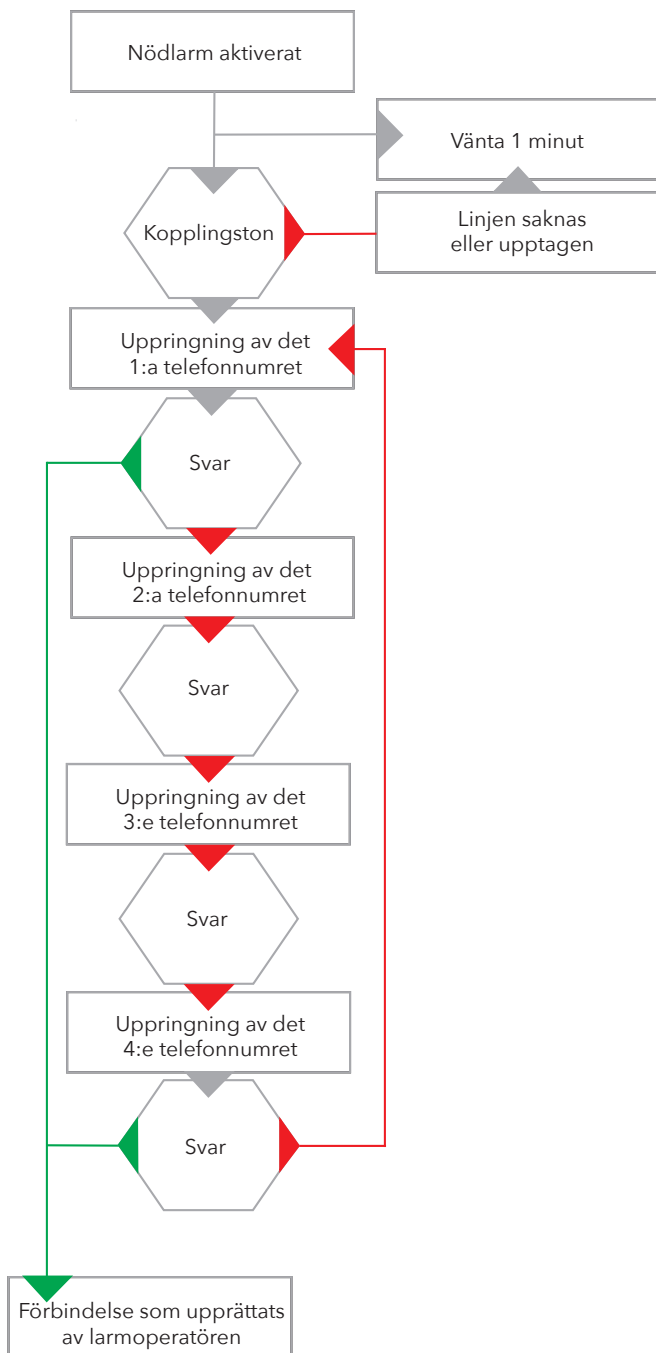 Nödlarm aktiverat
Vänta 1 minut
Kopplingston
Linjen saknas
eller upptagen
Uppringning av det
1:a telefonnumret
Svar
Uppringning av det
2:a telefonnumret
Svar
Uppringning av det
3:e telefonnumret
Svar
Uppringning av det
4:e telefonnumret
Svar
Förbindelse som upprättats
av larmoperatören